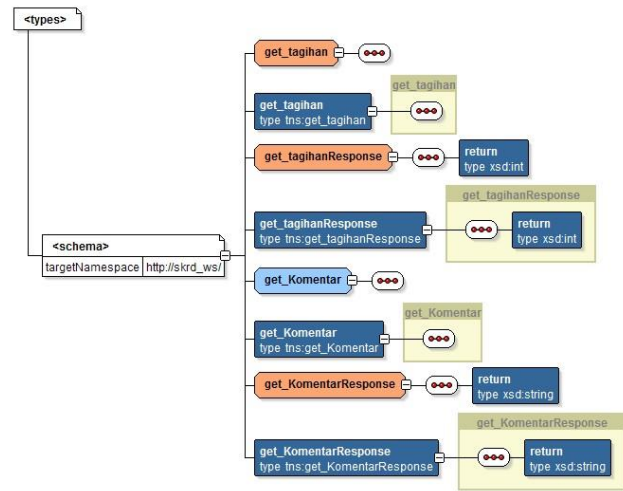 <types>
get_tagihan
get_tagihan
type tns:get_tagihan
get_tagihan
get_tagihanResponse
return
type xsd:int
get_tagihanResponse
get_tagihanResponse
type tns:get_tagihanResponse
return
type xsd:int
<schema>
targetNamespace http://skrd_ws/
get_Komentar
get_Komentar
get_Komentar
type tns:get_Komentar
get_KomentarResponse
return
type xsd:string
get_KomentarResponse
get_KomentarResponse
type tns:get_KomentarResponse
return
type xsd:string